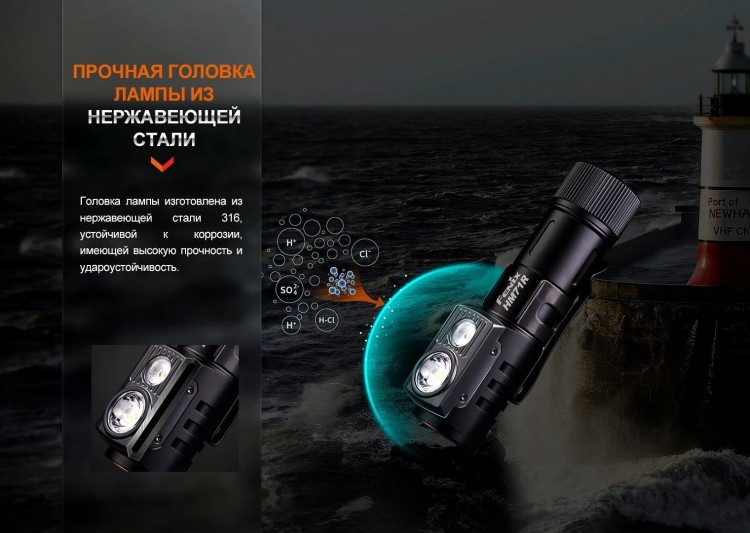 ПРОЧНАЯ ГОЛОВКА
ЛАМПЫ ИЗ
НЕРЖАВЕЮЩЕЙ
СТАЛИ
Головка лампы изготовлена из
нержавеющей стали 316,
устойчивой к коррозии,
имеющей высокую прочность и
удароустойчивость.
H⁺
Cl⁻
SO₄²⁻
H⁺
H-Cl
Fenix
HM71R
Port of
NEWHA
VHF Ch